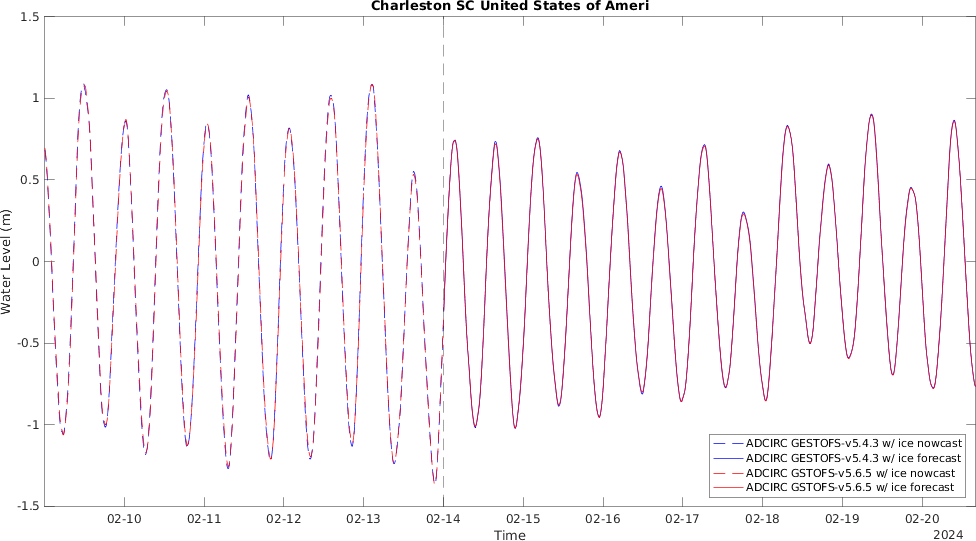 Charleston SC United States of Ameri
1.5
1
0.5
0
-0.5
-1
-1.5
Water Level (m)
ADCIRC GESTOFS-v5.4.3 w/ ice nowcast
ADCIRC GESTOFS-v5.4.3 w/ ice forecast
ADCIRC GSTOFS-v5.6.5 w/ ice nowcast
ADCIRC GSTOFS-v5.6.5 w/ ice forecast
02-10 02-11 02-12 02-13 02-14 02-15 02-16 02-17 02-18 02-19 02-20
Time
2024